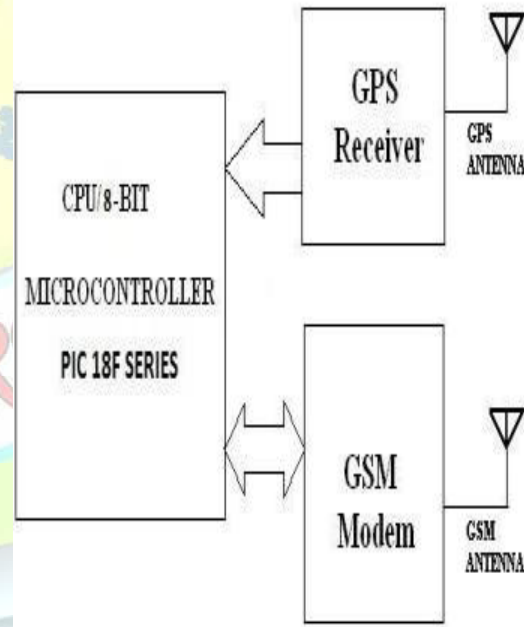 CPU/8-BIT
MICROCONTROLLER
PIC 18F SERIES
GPS
Receiver
GPS
ANTENNA
GSM
Modem
GSM
ANTENNA